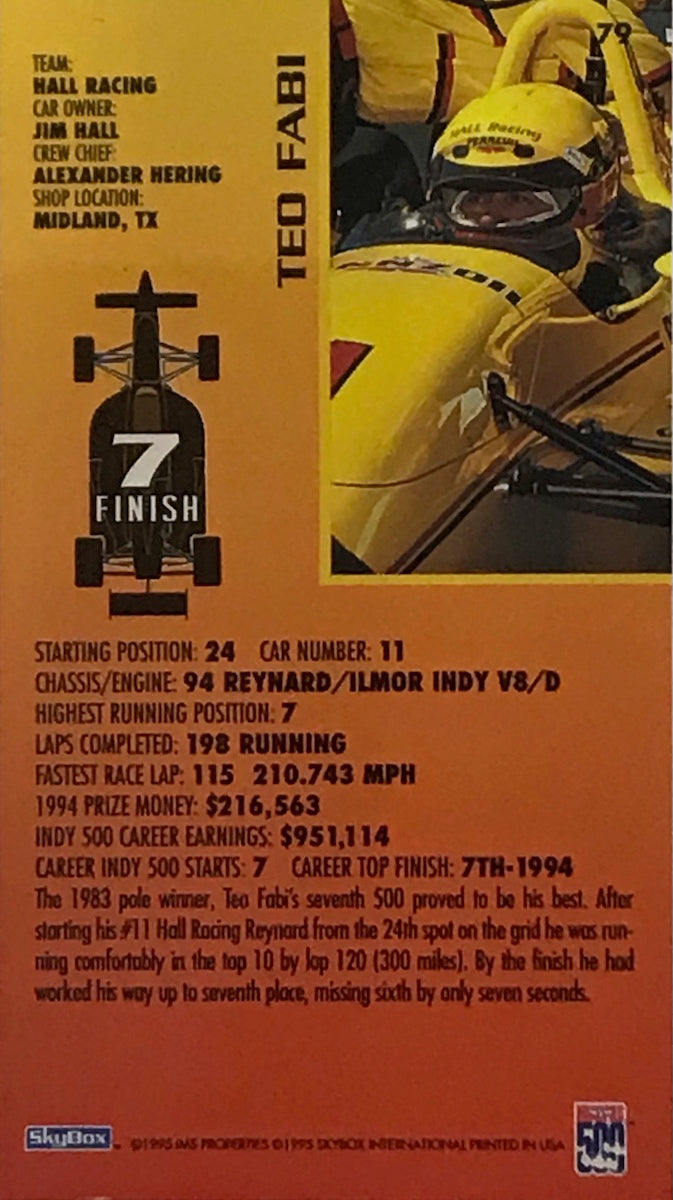 79
TEAM:
HALL RACING
CAR OWNER:
JIM HALL
CREW CHIEF:
ALEXANDER HERING
SHOP LOCATION:
MIDLAND, TX
TEO FABI
HALL Racing
PENNZOIL
7
FINISH
STARTING POSITION: 24 CAR NUMBER: 11
CHASSIS/ENGINE: 94 REYNARD/ILMOR INDY V8/D
HIGHEST RUNNING POSITION: 7
LAPS COMPLETED: 198 RUNNING
FASTEST RACE LAP: 115 210.743 MPH
1994 PRIZE MONEY: $216,563
INDY 500 CAREER EARNINGS: $951,114
CAREER INDY 500 STARTS: 7 CAREER TOP FINISH: 7TH-1994
The 1983 pole winner, Teo Fabi's seventh 500 proved to be his best. After
starting his #11 Hall Racing Reynard from the 24th spot on the grid he was run-
ning comfortably in the top 10 by lap 120 (300 miles). By the finish he had
worked his way up to seventh place, missing sixth by only seven seconds.
SkyBox ™ ©1995 IMS PROPERTIES ©1995 SKYBOX INTERNATIONAL PRINTED IN USA
500